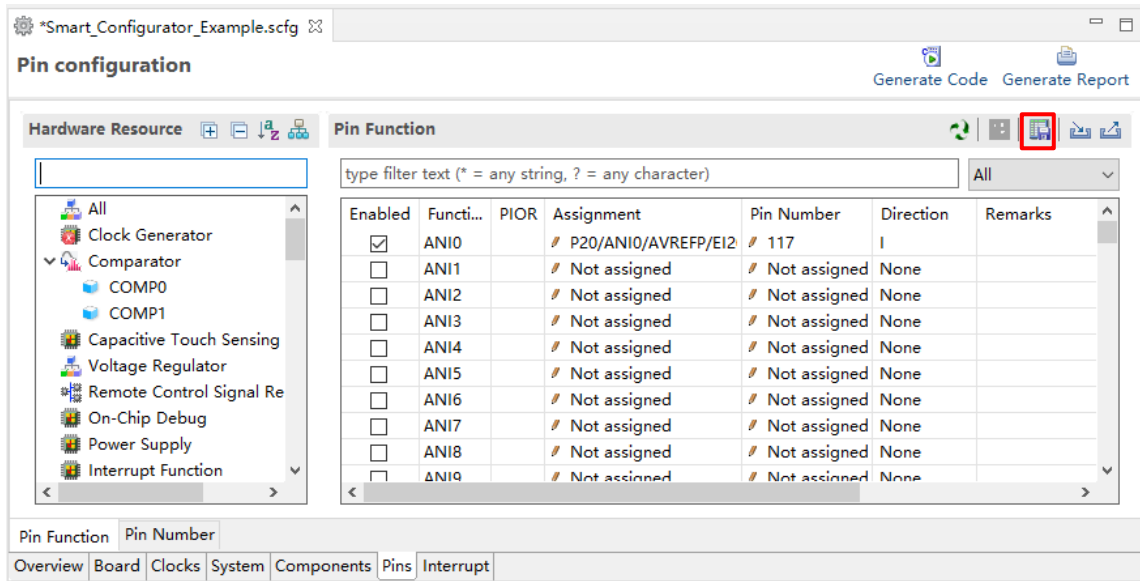 *Smart_Configurator_Example.scfg
Pin configuration
Generate Code Generate Report
Hardware Resource
Pin Function
type filter text (* = any string, ? = any character)
All
All
Clock Generator
Comparator
COMP0
COMP1
Capacitive Touch Sensing
Voltage Regulator
Remote Control Signal Re
On-Chip Debug
Power Supply
Interrupt Function
Enabled Functi... PIOR Assignment Pin Number Direction Remarks
ANI0 P20/ANI0/AVREFP/EI2 117 I
ANI1 Not assigned Not assigned None
ANI2 Not assigned Not assigned None
ANI3 Not assigned Not assigned None
ANI4 Not assigned Not assigned None
ANI5 Not assigned Not assigned None
ANI6 Not assigned Not assigned None
ANI7 Not assigned Not assigned None
ANI8 Not assigned Not assigned None
ANI9 Not assigned Not assigned None
Pin Function Pin Number
Overview Board Clocks System Components Pins Interrupt